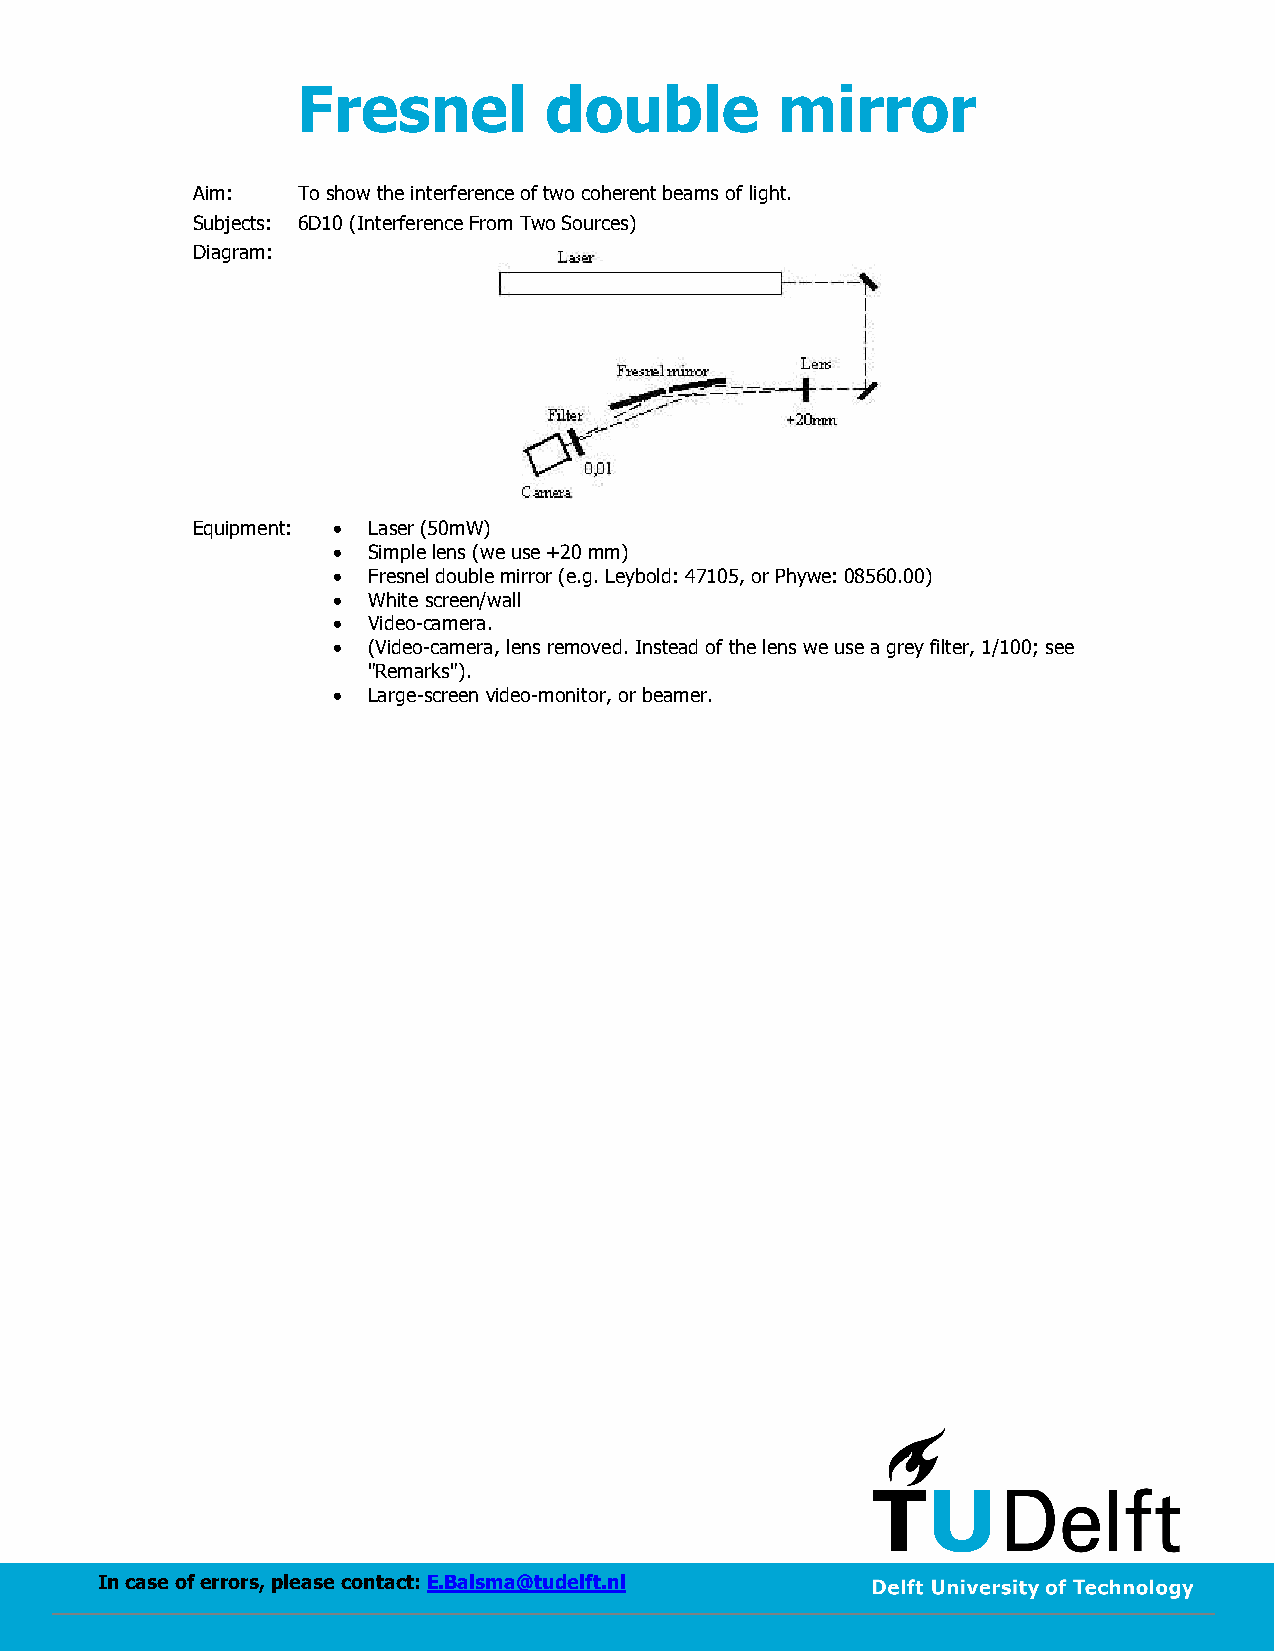 Fresnel double mirror
Aim: To show the interference of two coherent beams of light.
Subjects: 6D10 (Interference From Two Sources)
Diagram:
Laser
Lens
Fresnel mirror
Filter
+20mm
0,01
Camera
Equipment: • Laser (50mW)
• Simple lens (we use +20 mm)
• Fresnel double mirror (e.g. Leybold: 47105, or Phywe: 08560.00)
• White screen/wall
• Video-camera.
• (Video-camera, lens removed. Instead of the lens we use a grey filter, 1/100; see
"Remarks").
• Large-screen video-monitor, or beamer.
TUDelft
In case of errors, please contact: E.Balsma@tudelft.nl
Delft University of Technology